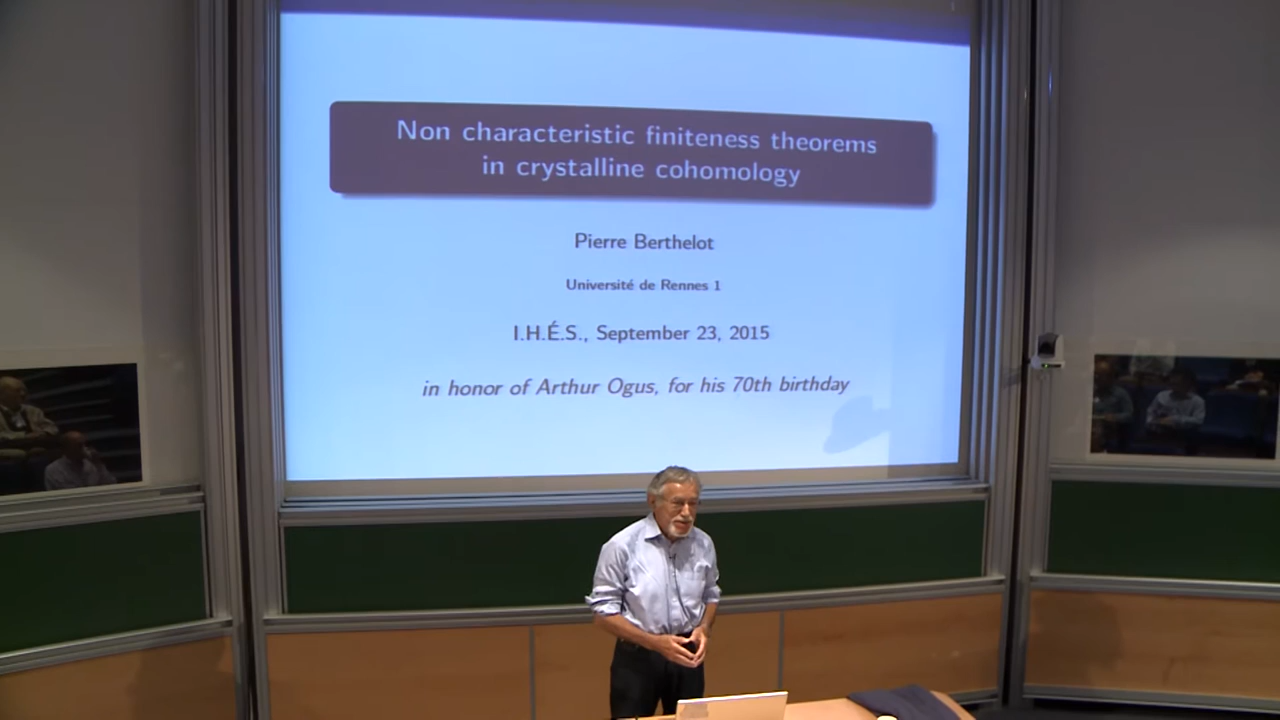 Non characteristic finiteness theorems
in crystalline cohomology
Pierre Berthelot
Université de Rennes 1
I.H.É.S., September 23, 2015
in honor of Arthur Ogus, for his 70th birthday